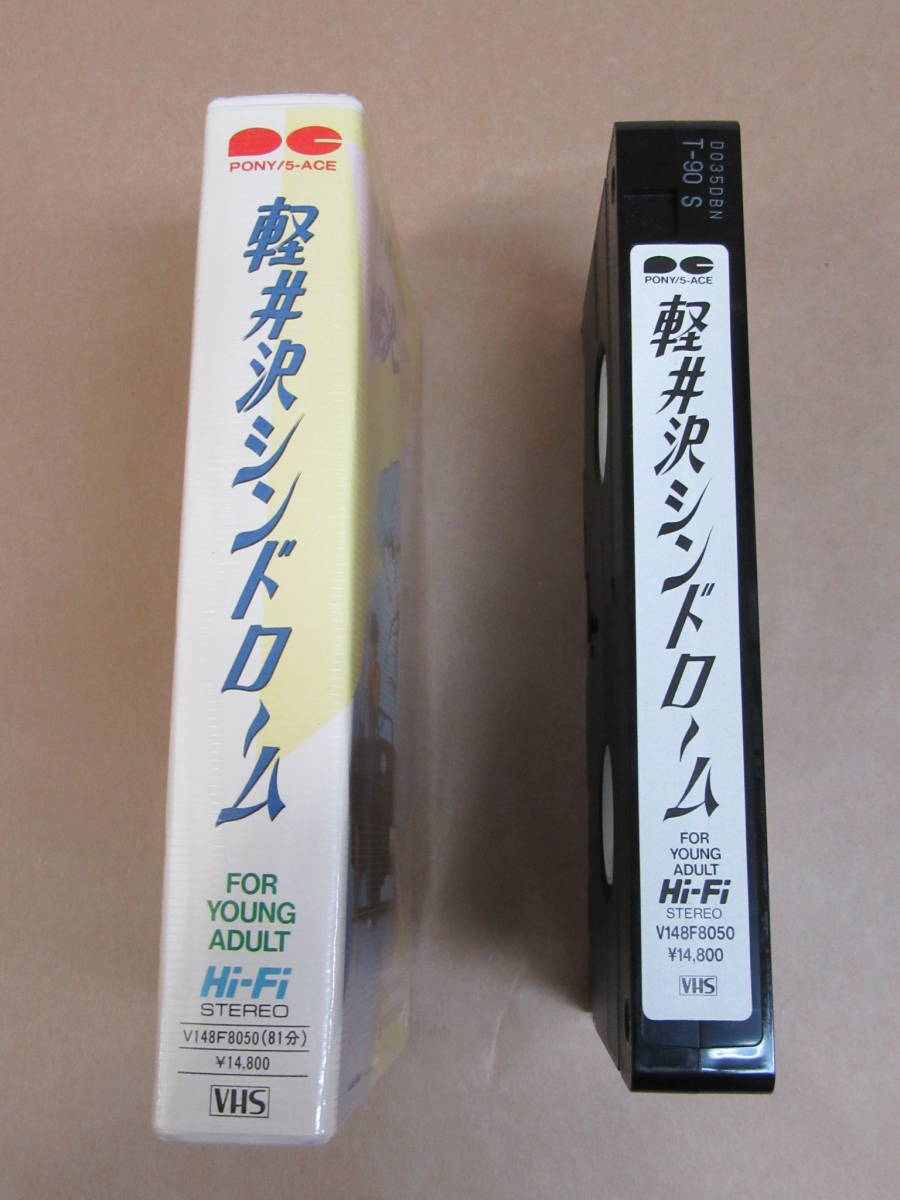 PONY/5-ACE
軽井沢シンドローム
FOR
YOUNG
ADULT
Hi-Fi
STEREO
V148F8050(81分)
¥14,800
VHS
D035DBN
T-90 S
PONY/5-ACE
軽井沢シンドローム
FOR
YOUNG
ADULT
Hi-Fi
STEREO
V148F8050
¥14,800
VHS